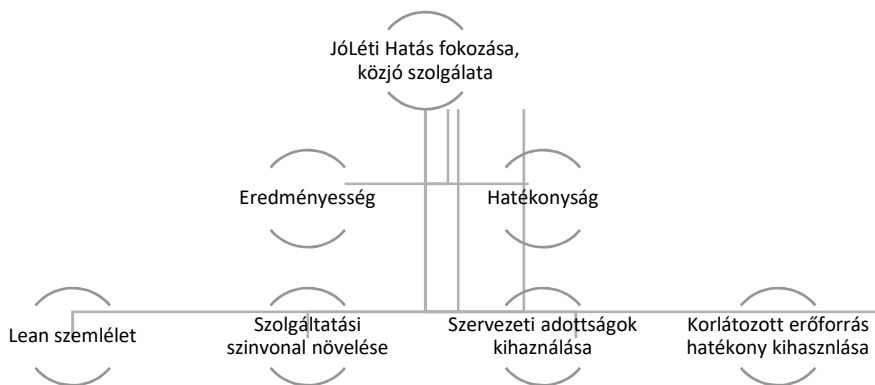 JóLéti Hatás fokozása,
közjó szolgálata
Eredményesség
Hatékonyság
Lean szemlélet
Szolgáltatási
szinvonal növelése
Szervezeti adottságok
kihaználása
Korlátozott erőforrás
hatékony kihasznlása